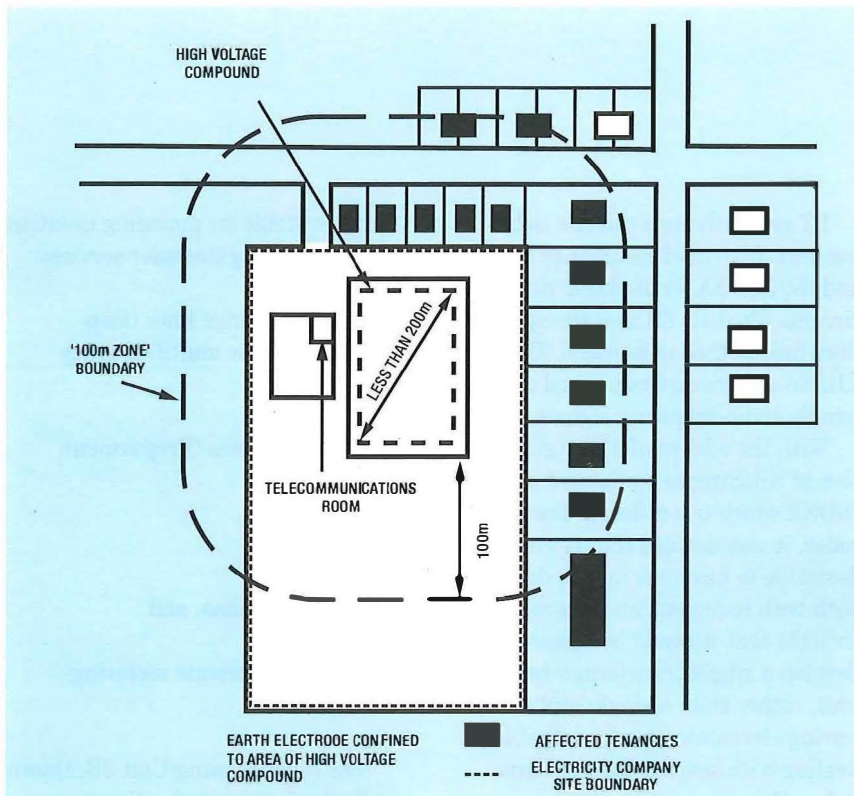 HIGH VOLTAGE
COMPOUND
'100m ZONE'
BOUNDARY
LESS THAN 200m
TELECOMMUNICATIONS
ROOM
100m
EARTH ELECTRODE CONFINED
TO AREA OF HIGH VOLTAGE
COMPOUND
AFFECTED TENANCIES
ELECTRICITY COMPANY
SITE BOUNDARY